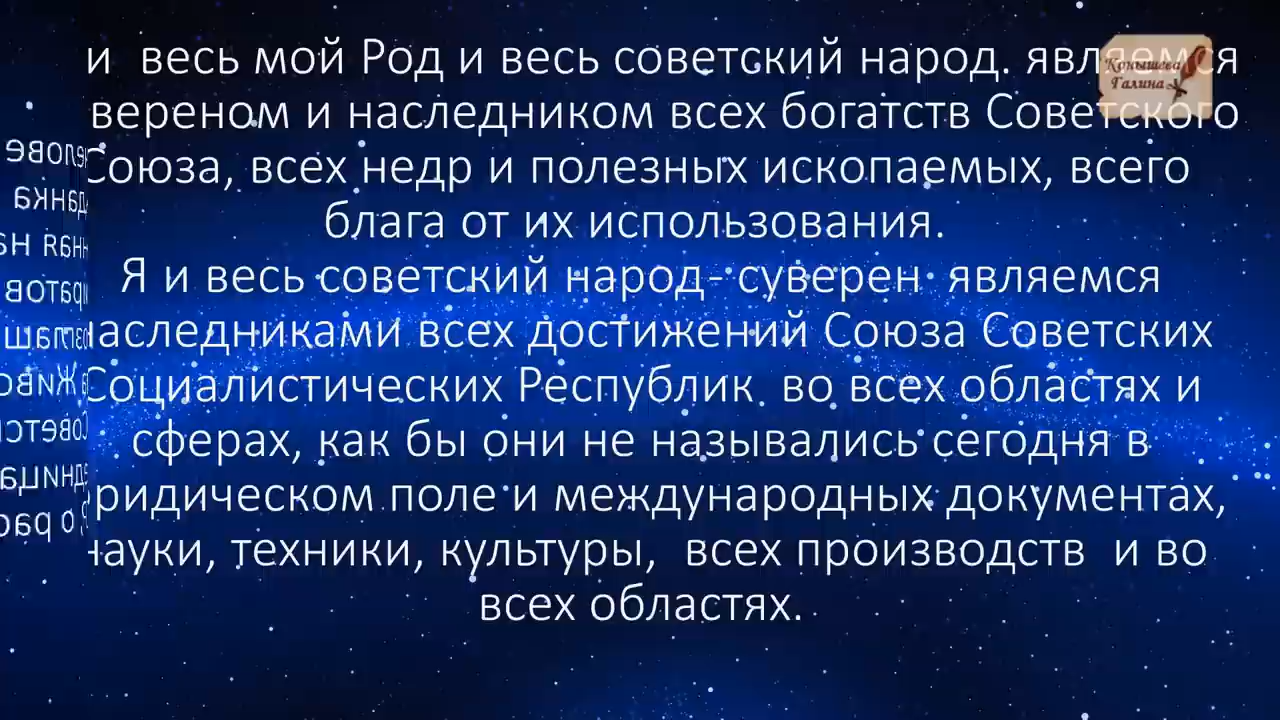 и весь мой Род и весь советский народ. являемся
вереном и наследником всех богатств Советского
Союза, всех недр и полезных ископаемых, всего
блага от их использования.
Я и весь советский народ- суверен являемся
наследниками всех достижений Союза Советских
Социалистических Республик во всех областях и
сферах, как бы они не назывались сегодня в
ридическом поле и международных документах,
науки, техники, культуры, всех производств и во
всех областях.
Конышева
Галина